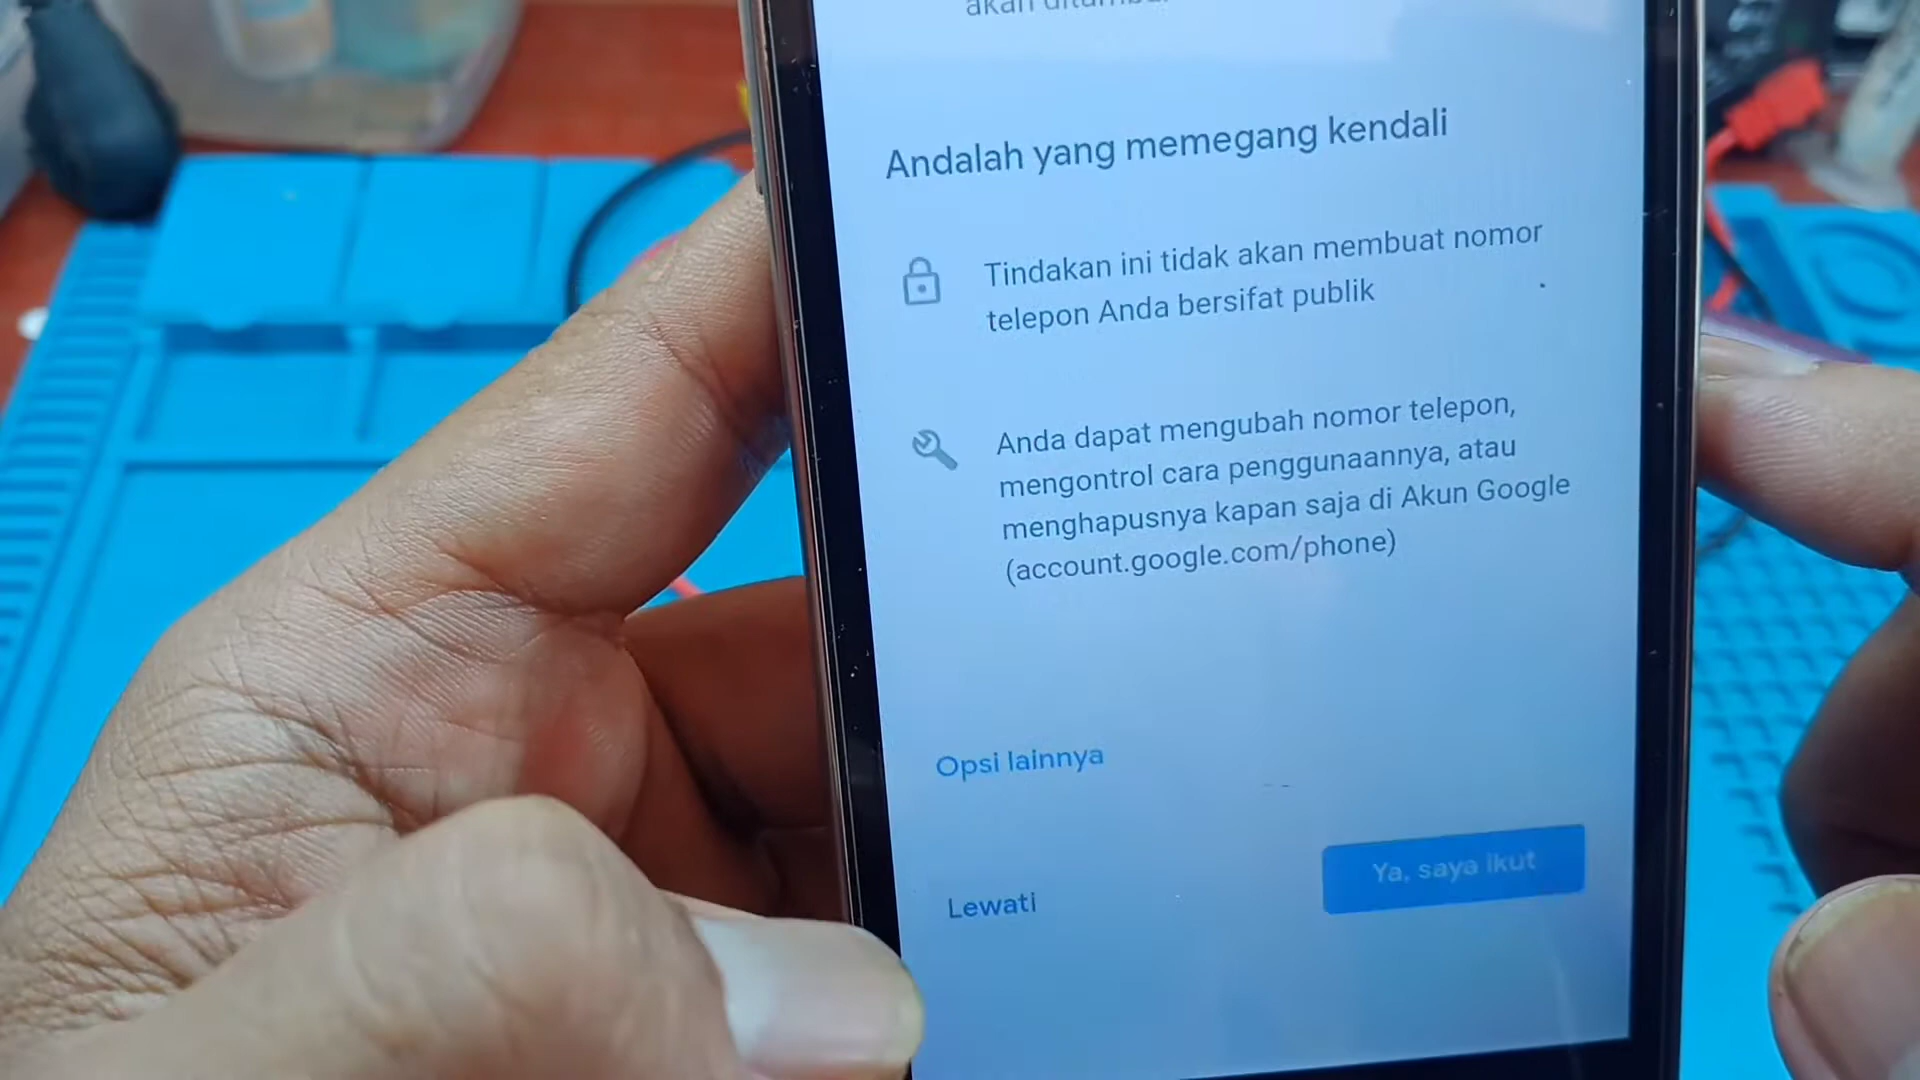 akan
Andalah yang memegang kendali
Tindakan ini tidak akan membuat nomor
telepon Anda bersifat publik
Anda dapat mengubah nomor telepon,
mengontrol cara penggunaannya, atau
menghapusnya kapan saja di Akun Google
(account.google.com/phone)
Opsi lainnya
Ya, saya ikut
Lewati